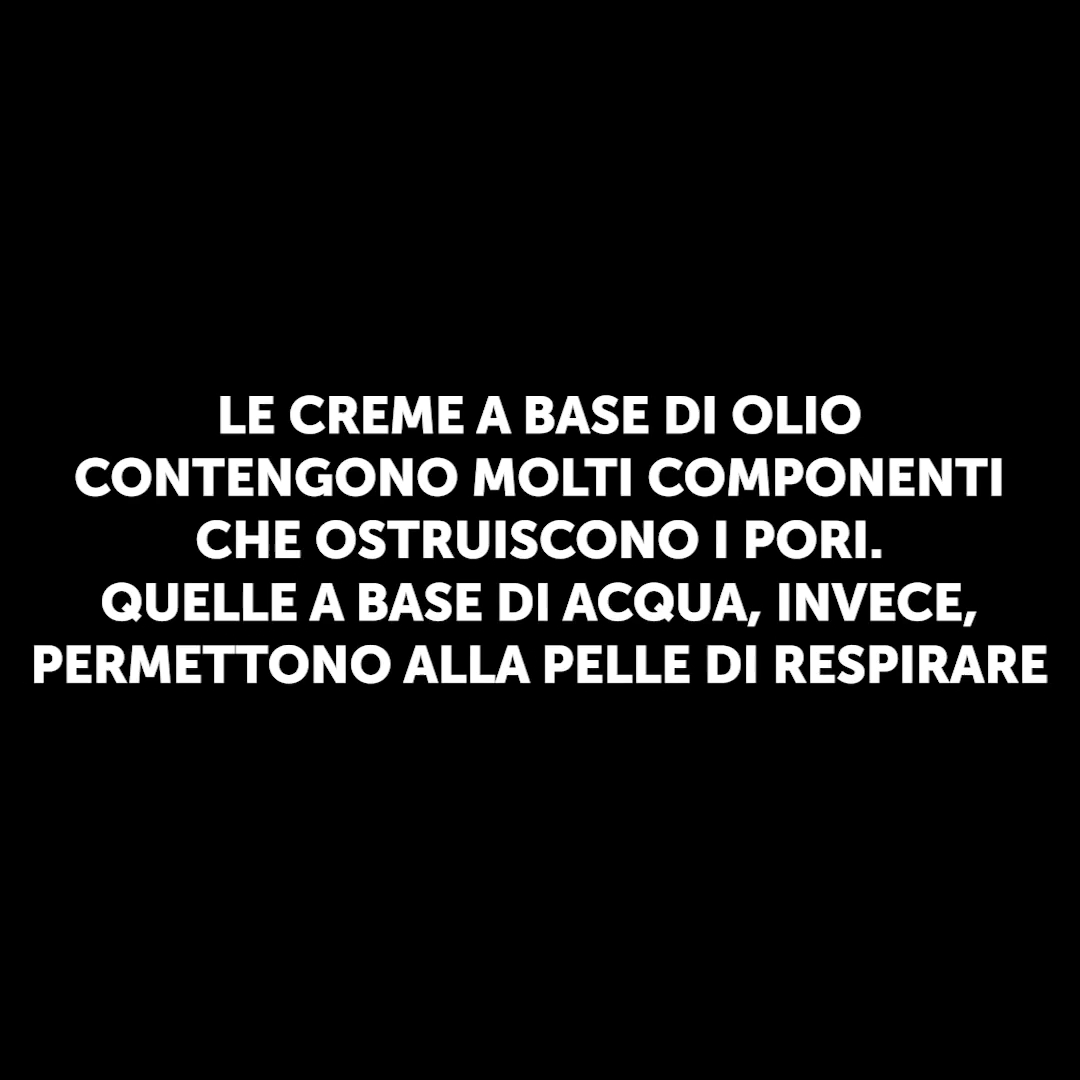 LE CREME A BASE DI OLIO
CONTENGONO MOLTI COMPONENTI
CHE OSTRUISCONO I PORI.
QUELLE A BASE DI ACQUA, INVECE,
PERMETTONO ALLA PELLE DI RESPIRARE